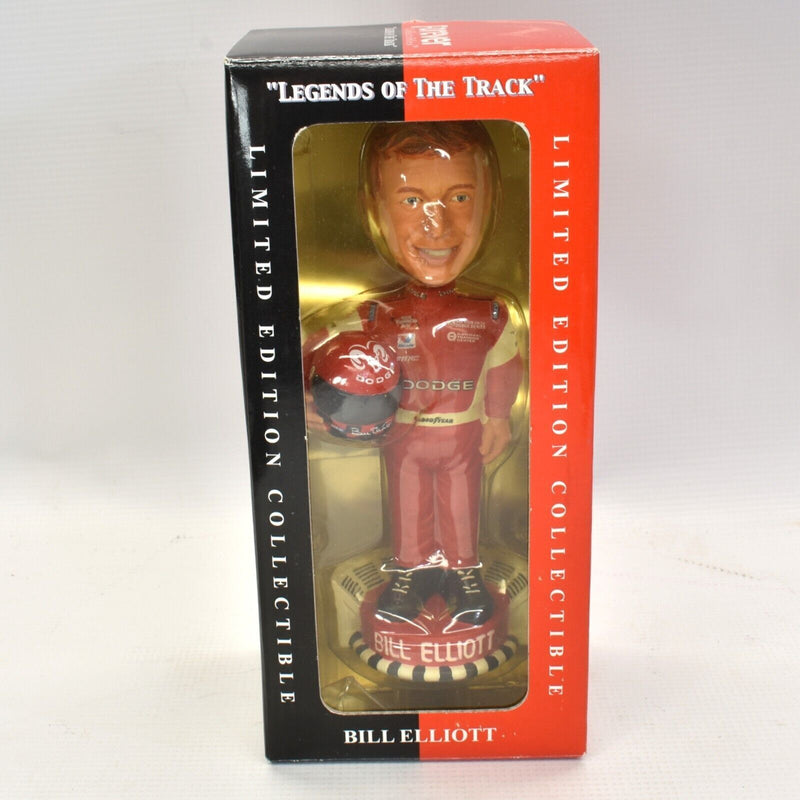 "LEGENDS OF THE TRACK"
LIMITED EDITION COLLECTIBLE
LIMITED EDITION COLLECTIBLE
DODGE
DODGE
GOODYEAR
BILL ELLIOTT
BILL ELLIOTT